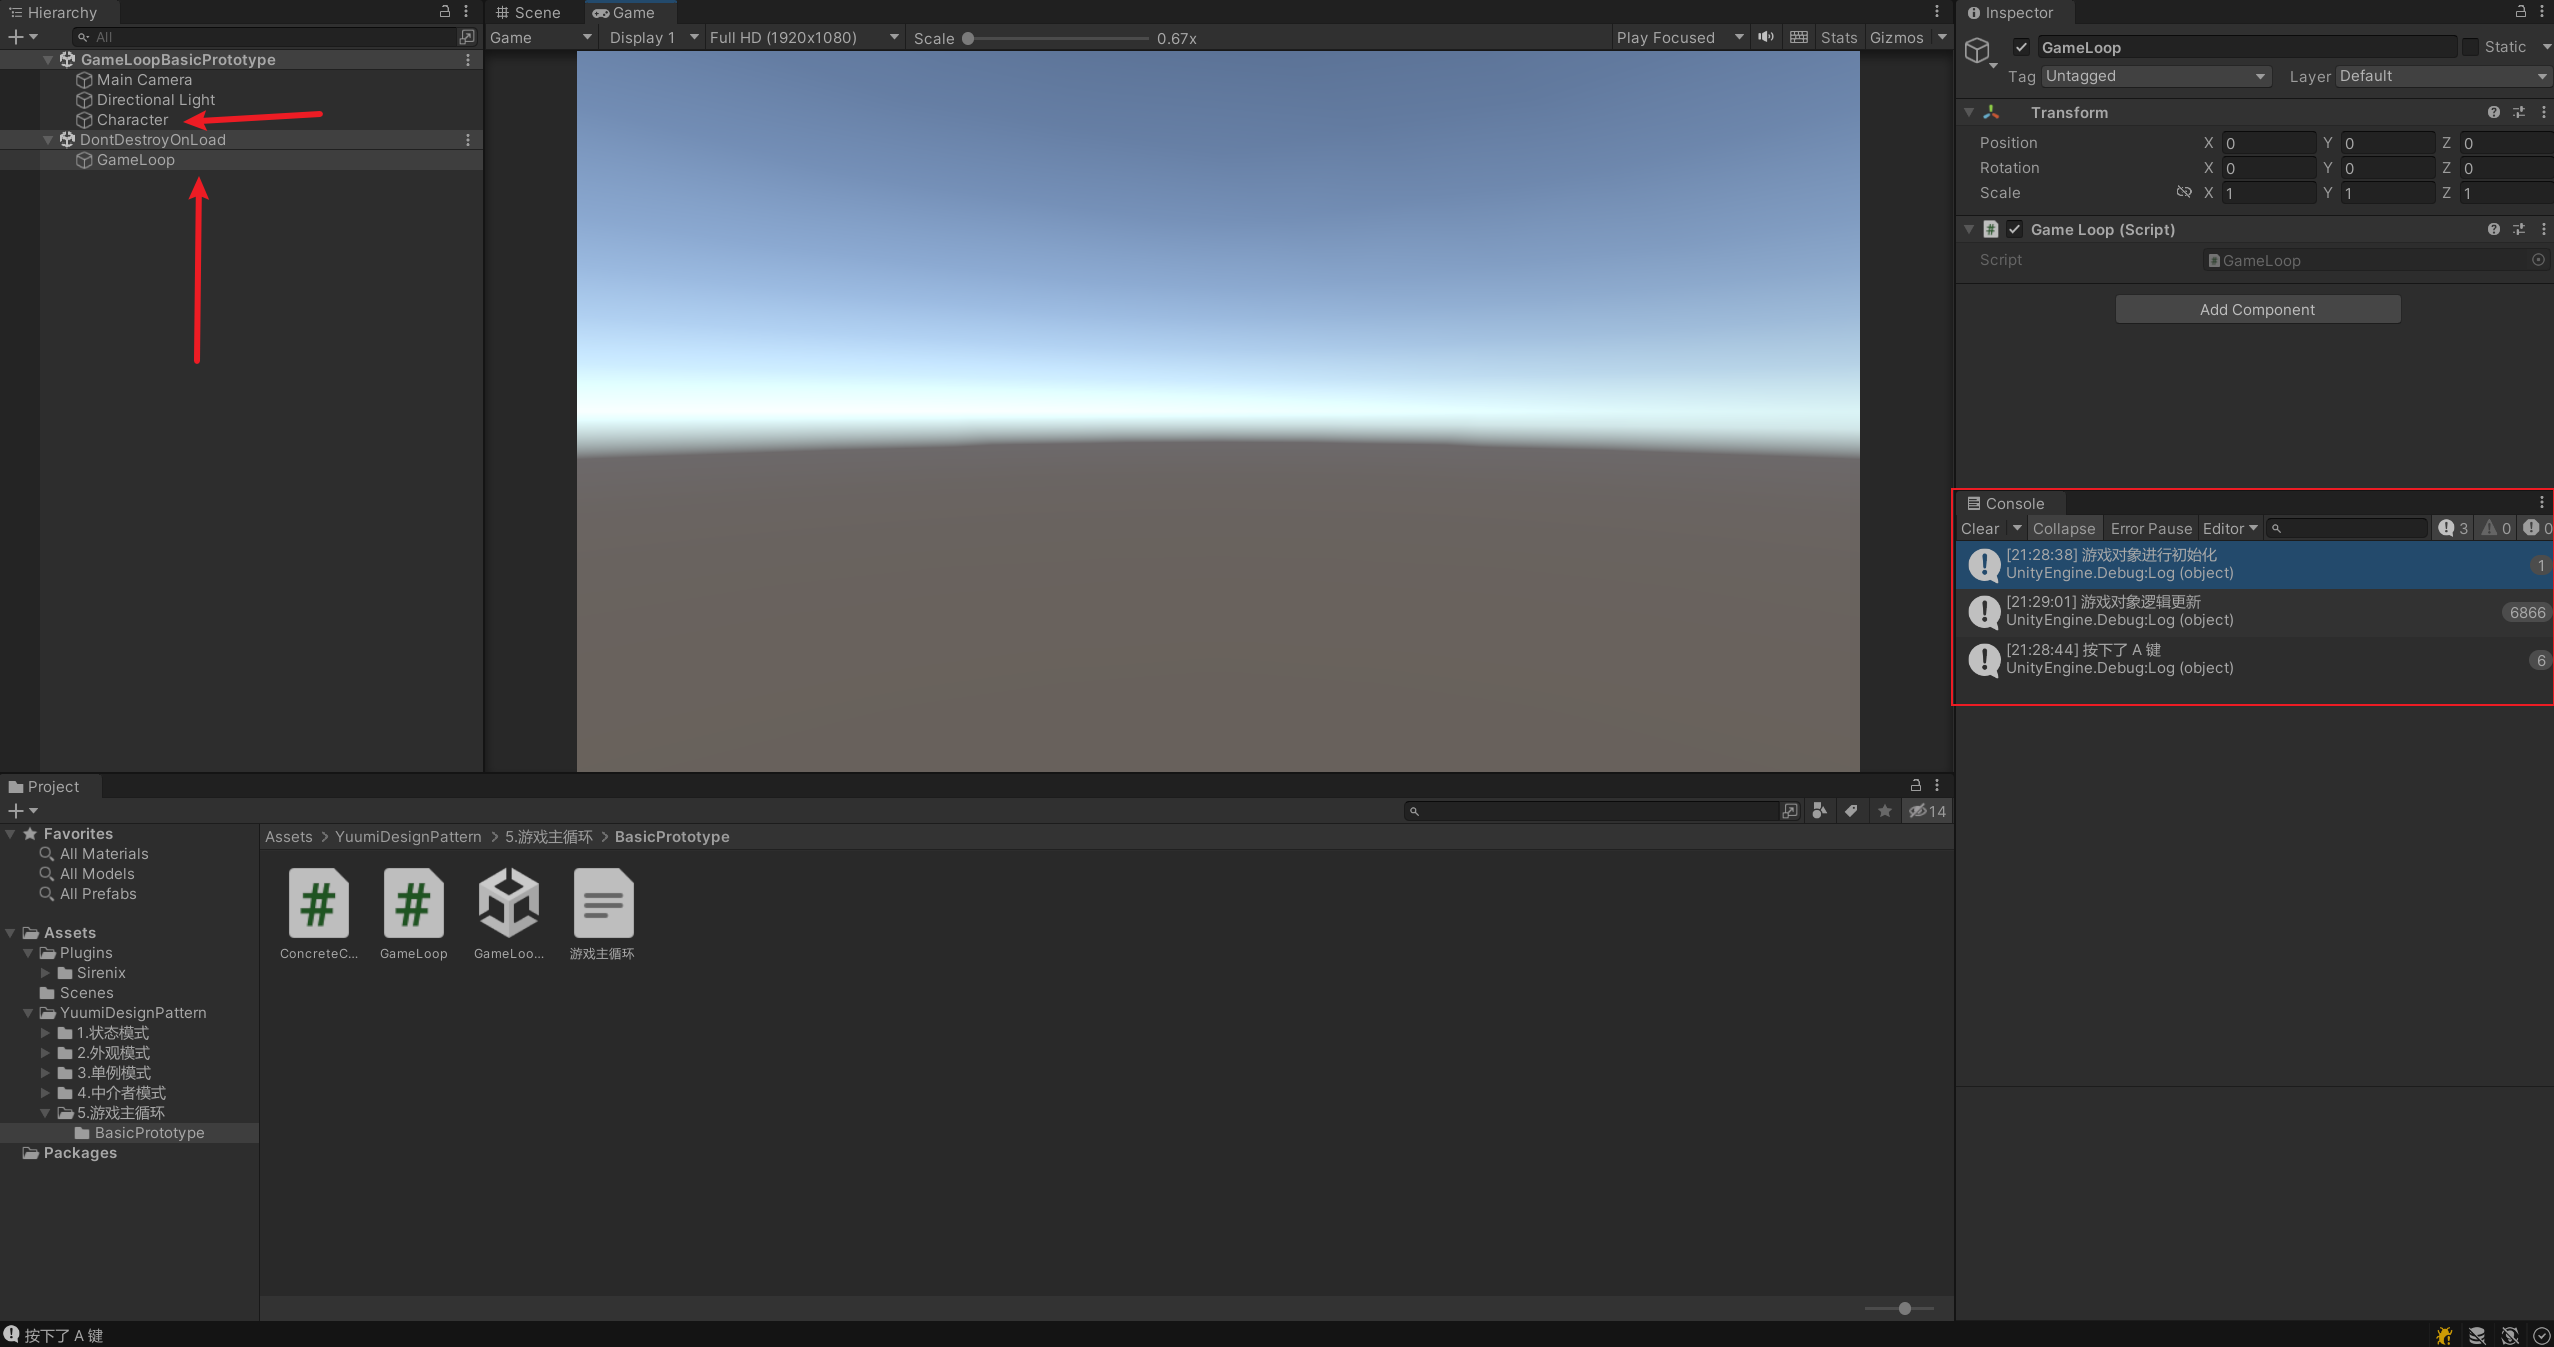 Hierarchy
All
GameLoopBasicPrototype
Main Camera
Directional Light
Character
DontDestroyOnLoad
GameLoop
Scene Game
Game Display 1 Full HD (1920x1080) Scale 0.67x Play Focused Stats Gizmos
Inspector
GameLoop Static
Tag Untagged Layer Default
Transform
Position X 0 Y 0 Z 0
Rotation X 0 Y 0 Z 0
Scale X 1 Y 1 Z 1
# Game Loop (Script)
Script GameLoop
Add Component
Console
Clear Collapse Error Pause Editor 3 0 0
[21:28:38] 游戏对象进行初始化
UnityEngine.Debug:Log (object)
1
[21:29:01] 游戏对象逻辑更新
UnityEngine.Debug:Log (object)
6866
[21:28:44] 按下了 A 键
UnityEngine.Debug:Log (object)
6
Project
14
Favorites
All Materials
All Models
All Prefabs
Assets
Plugins
Sirenix
Scenes
YuumiDesignPattern
1.状态模式
2.外观模式
3.单例模式
4.中介者模式
5.游戏主循环
BasicPrototype
Packages
Assets > YuumiDesignPattern > 5.游戏主循环 > BasicPrototype
# #
ConcreteC... GameLoop GameLoo... 游戏主循环
按下了 A 键